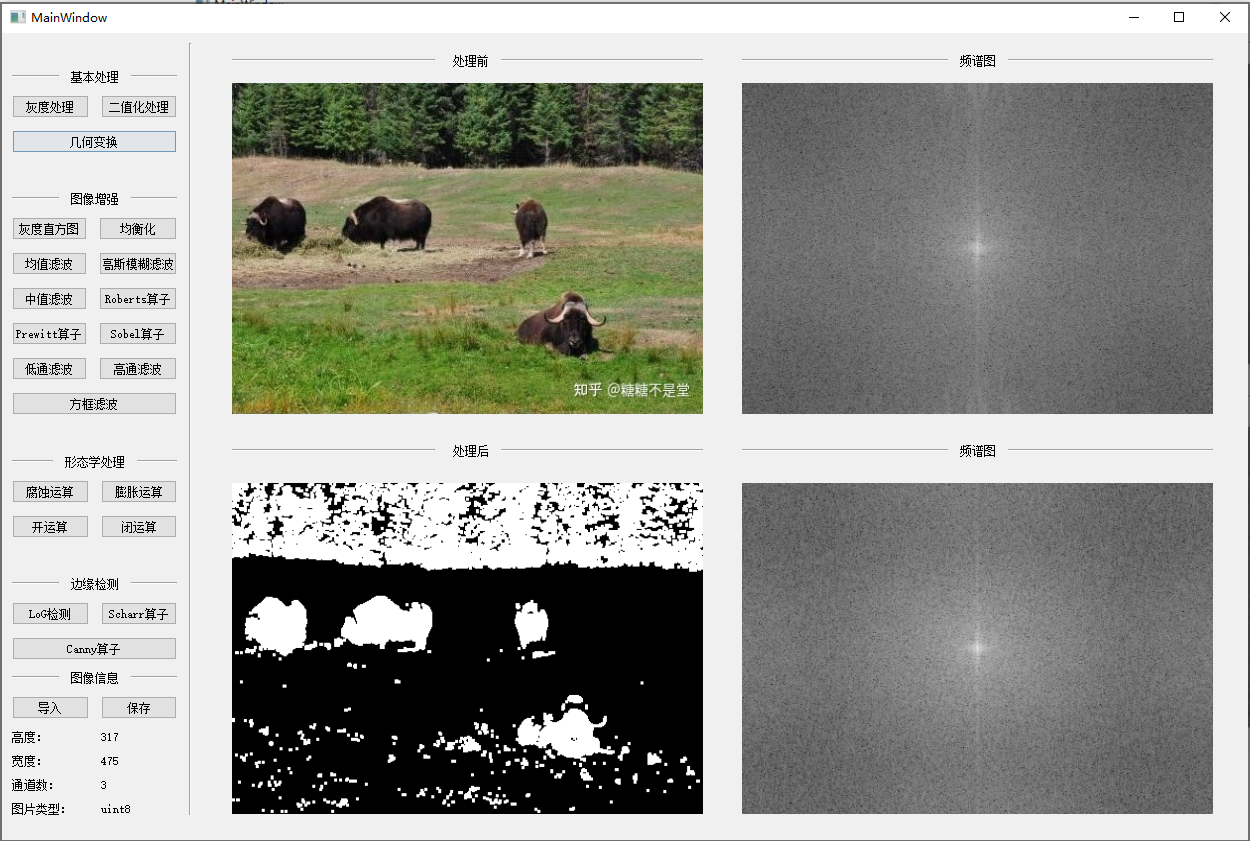 MainWindow
基本处理
灰度处理 二值化处理
几何变换
图像增强
灰度直方图 均衡化
均值滤波 高斯模糊滤波
中值滤波 Roberts算子
Prewitt算子 Sobel算子
低通滤波 高通滤波
方框滤波
形态学处理
腐蚀运算 膨胀运算
开运算 闭运算
边缘检测
LoG检测 Scharr算子
Canny算子
图像信息
导入 保存
高度: 317
宽度: 475
通道数: 3
图片类型: uint8
处理前
频谱图
知乎 @糖糖不是堂
处理后
频谱图